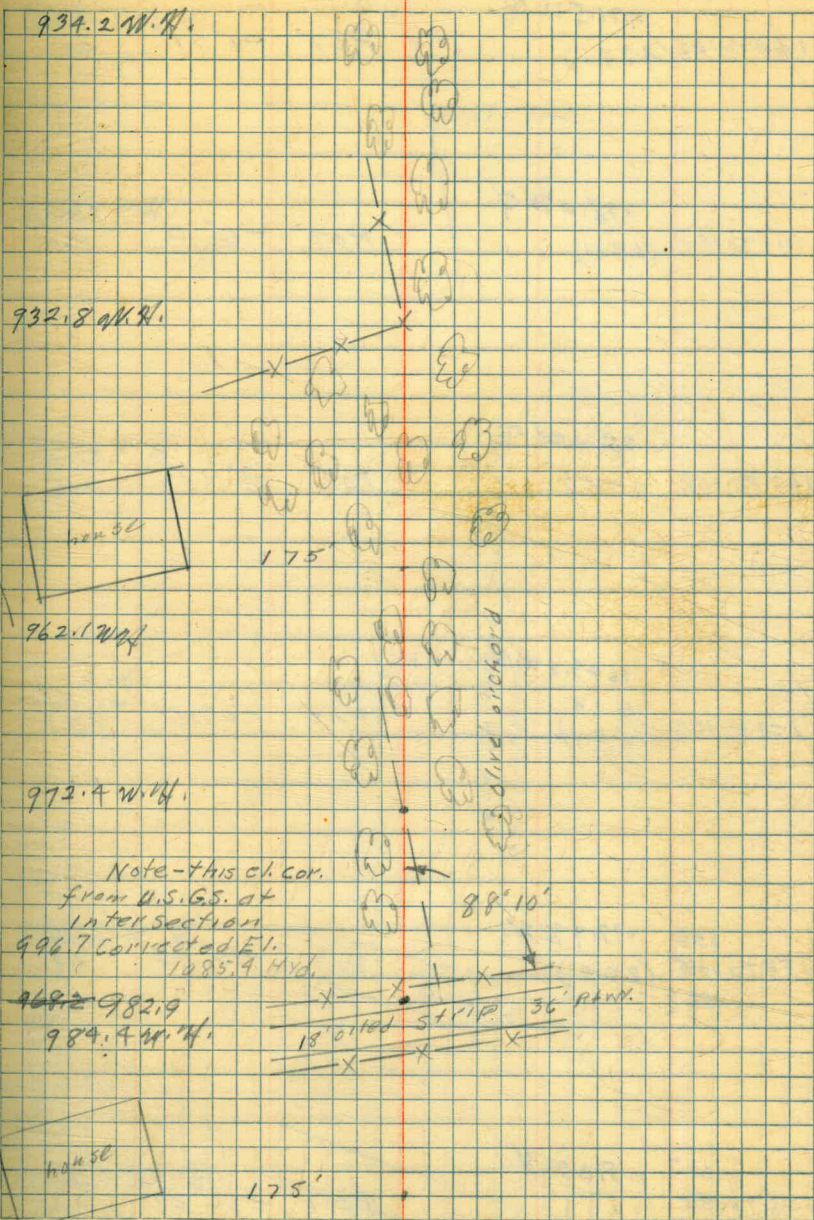 934.2 W.H.
932.8 W.H.
house
175'
962.1 W.H.
Olive orchord
972.4 W.H.
Note-this el. cor.
from U.S.G.S. at
Intersection
996.7 Corrected El.
1085.4 Hyd.
88° 10'
968.2 982.9
984.4 W.H.
18' oiled strip 36' R+W.
house
175'